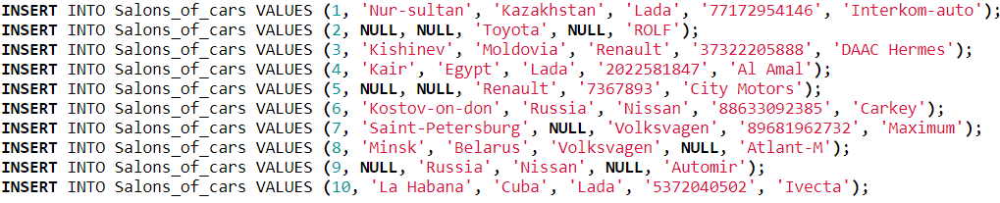 INSERT INTO Salons_of_cars VALUES (1, 'Nur-sultan', 'Kazakhstan', 'Lada', '77172954146', 'Interkom-auto');
INSERT INTO Salons_of_cars VALUES (2, NULL, NULL, 'Toyota', NULL, 'ROLF');
INSERT INTO Salons_of_cars VALUES (3, 'Kishinev', 'Moldovia', 'Renault', '37322205888', 'DAAC Hermes');
INSERT INTO Salons_of_cars VALUES (4, 'Kair', 'Egypt', 'Lada', '2022581847', 'Al Amal');
INSERT INTO Salons_of_cars VALUES (5, NULL, NULL, 'Renault', '7367893', 'City Motors');
INSERT INTO Salons_of_cars VALUES (6, 'Kostov-on-don', 'Russia', 'Nissan', '88633092385', 'Carkey');
INSERT INTO Salons_of_cars VALUES (7, 'Saint-Petersburg', NULL, 'Volksvagen', '89681962732', 'Maximum');
INSERT INTO Salons_of_cars VALUES (8, 'Minsk', 'Belarus', 'Volksvagen', NULL, 'Atlant-M');
INSERT INTO Salons_of_cars VALUES (9, NULL, 'Russia', 'Nissan', NULL, 'Automir');
INSERT INTO Salons_of_cars VALUES (10, 'La Habana', 'Cuba', 'Lada', '5372040502', 'Ivecta');